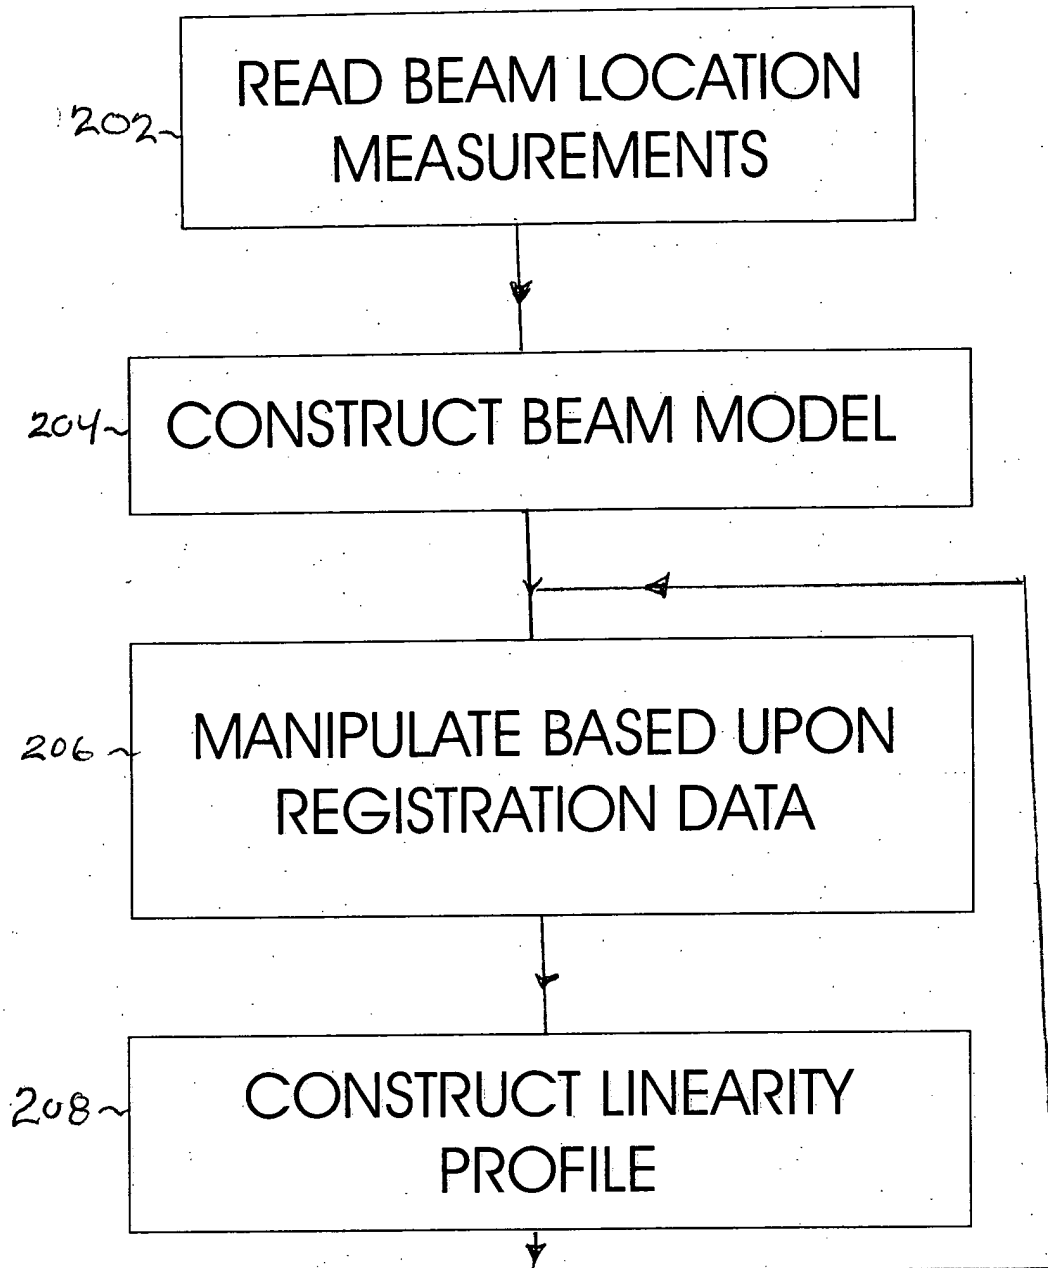 READ BEAM LOCATION
MEASUREMENTS
202
CONSTRUCT BEAM MODEL
204
MANIPULATE BASED UPON
REGISTRATION DATA
206
CONSTRUCT LINEARITY
PROFILE
208